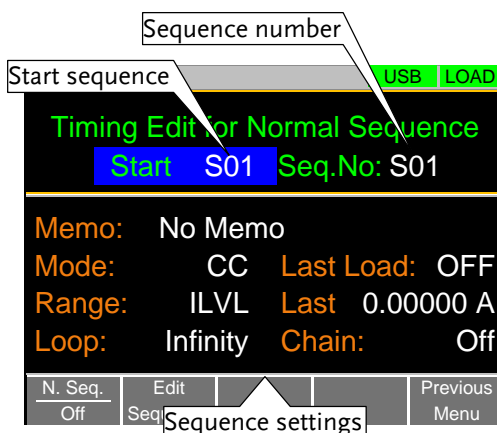 Sequence number
Start sequence
USB LOAD
Timing Edit for Normal Sequence
Start S01 Seq.No: S01
Memo: No Memo
Mode: CC Last Load: OFF
Range: ILVL Last 0.00000 A
Loop: Infinity Chain: Off
N. Seq. Edit Previous
Off Menu
Sequence settings